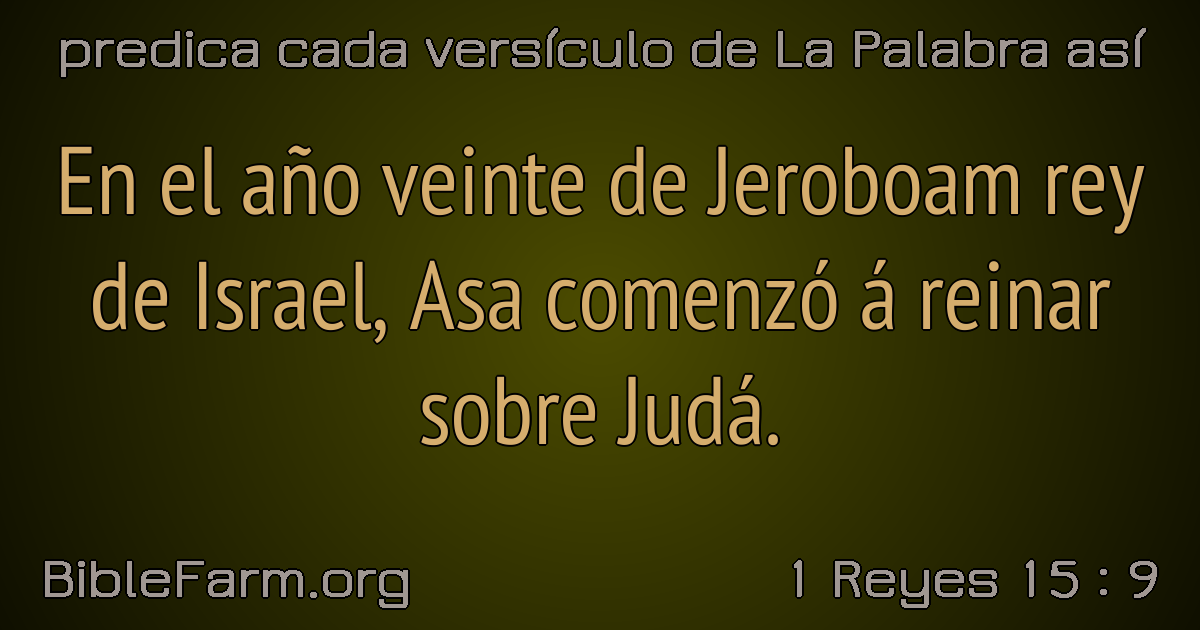 predica cada versículo de La Palabra así
En el año veinte de Jeroboam rey
de Israel, Asa comenzó á reinar
sobre Judá.
BibleFarm.org
1 Reyes 15 : 9